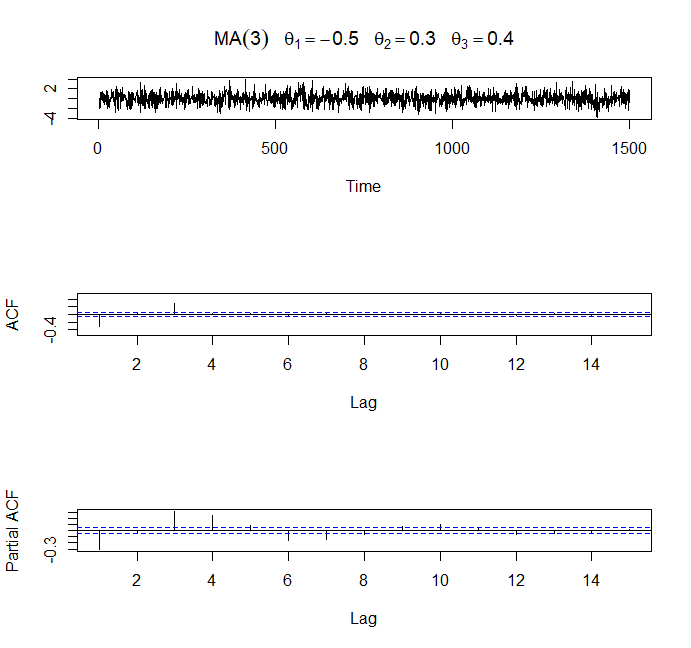 MA(3) θ1 = −0.5 θ2 = 0.3 θ3 = 0.4
2
−4
0 500 1000 1500
Time
ACF
−0.4
2 4 6 8 10 12 14
Lag
Partial ACF
−0.3
2 4 6 8 10 12 14
Lag